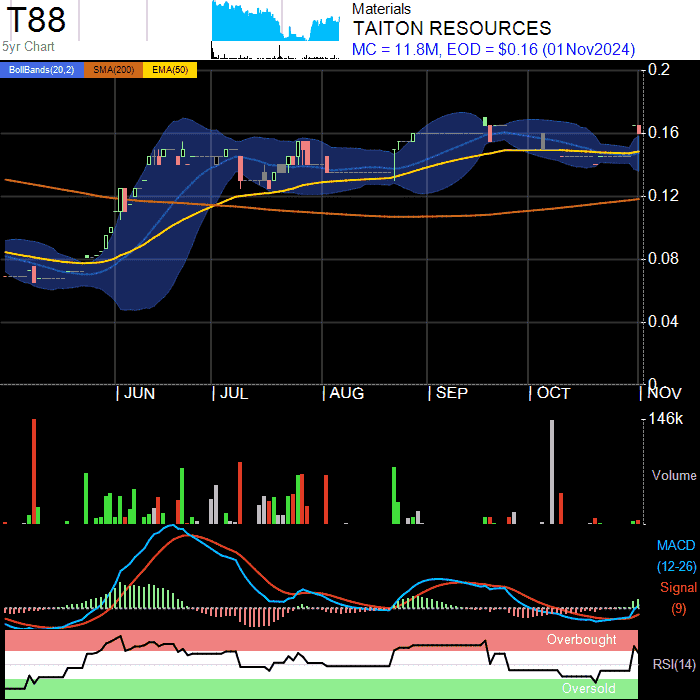 T88
5yr Chart
Materials
TAITON RESOURCES
MC = 11.8M, EOD = $0.16 (01Nov2024)
BollBands(20,2) SMA(200) EMA(50)
0.2
0.16
0.12
0.08
0.04
0
JUN JUL AUG SEP OCT NOV
146k
Volume
MACD
(12-26)
Signal
(9)
Overbought
RSI(14)
Oversold